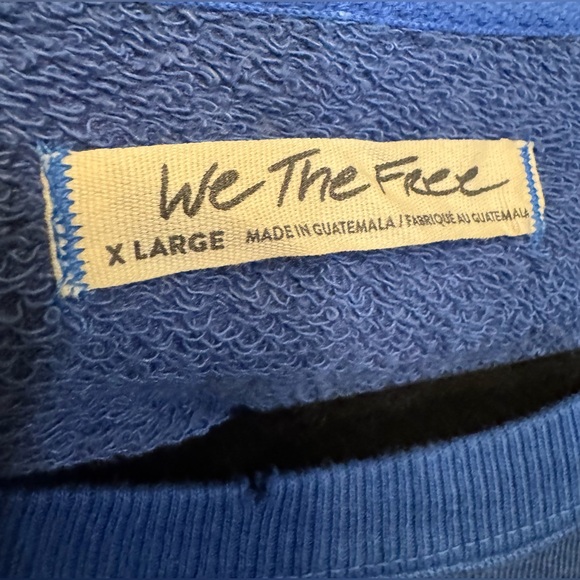 We The Free
X LARGE MADE IN GUATEMALA / FABRIQUÉ AU GUATEMALA